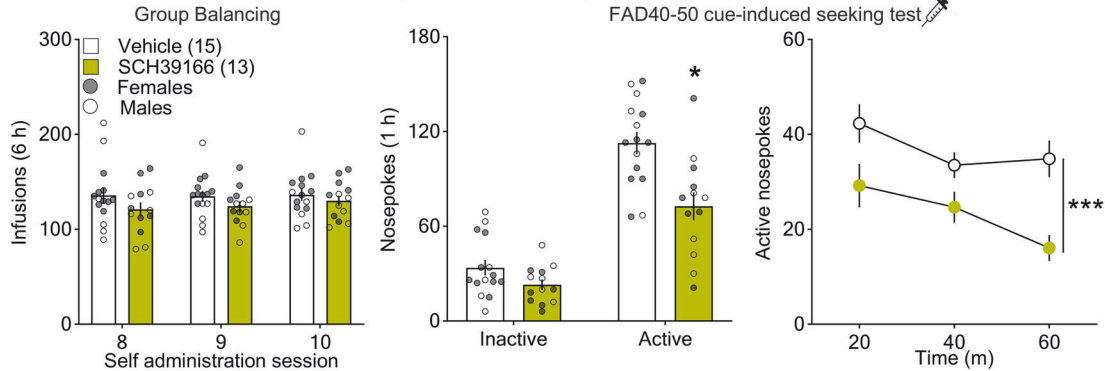 Group Balancing
FAD40-50 cue-induced seeking test
300
200
100
0
Infusions (6 h)
Vehicle (15)
SCH39166 (13)
Females
Males
8 9 10
Self administration session
180
120
60
0
Nosepokes (1 h)
*
Inactive Active
60
40
20
0
Active nosepokes
***
20 40 60
Time (m)